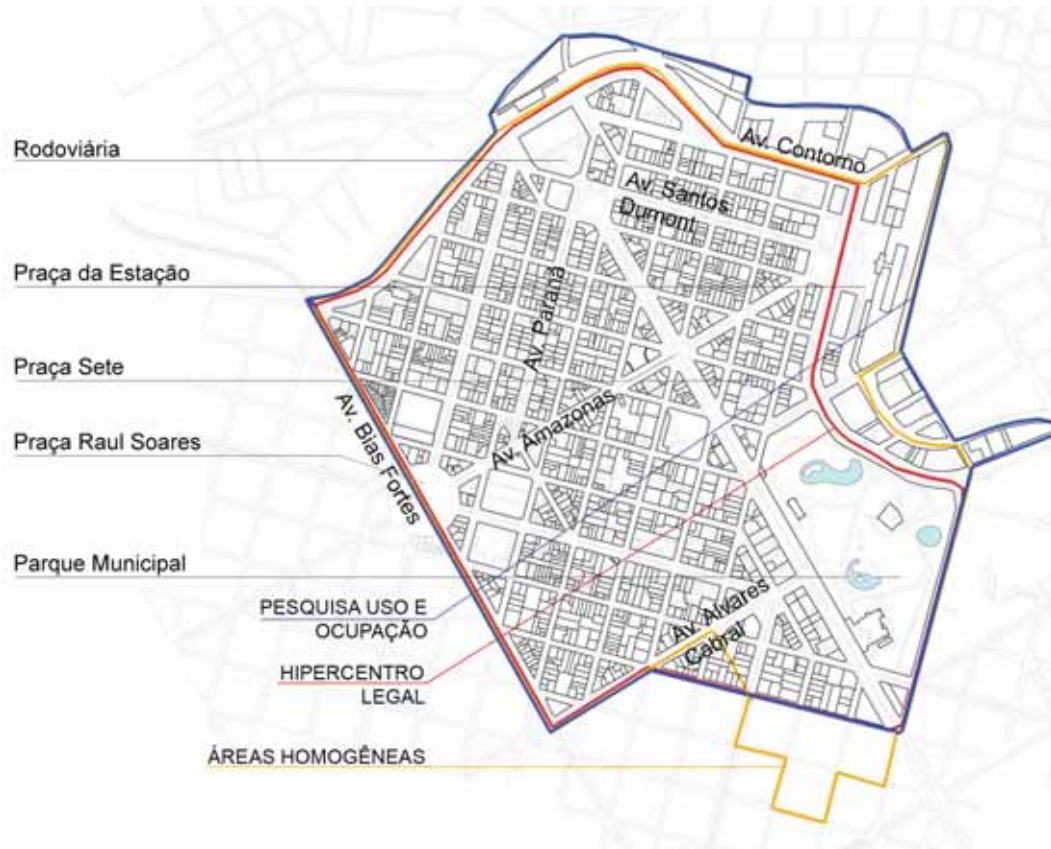 Rodoviária
Praça da Estação
Praça Sete
Praça Raul Soares
Parque Municipal
PESQUISA USO E
OCUPAÇÃO
HIPERCENTRO
LEGAL
ÁREAS HOMOGÊNEAS
Av. Contorno
Av. Santos
Dumont
Av. Paraná
Av. Amazonas
Av. Bias Fortes
Av. Alvares
Cabral